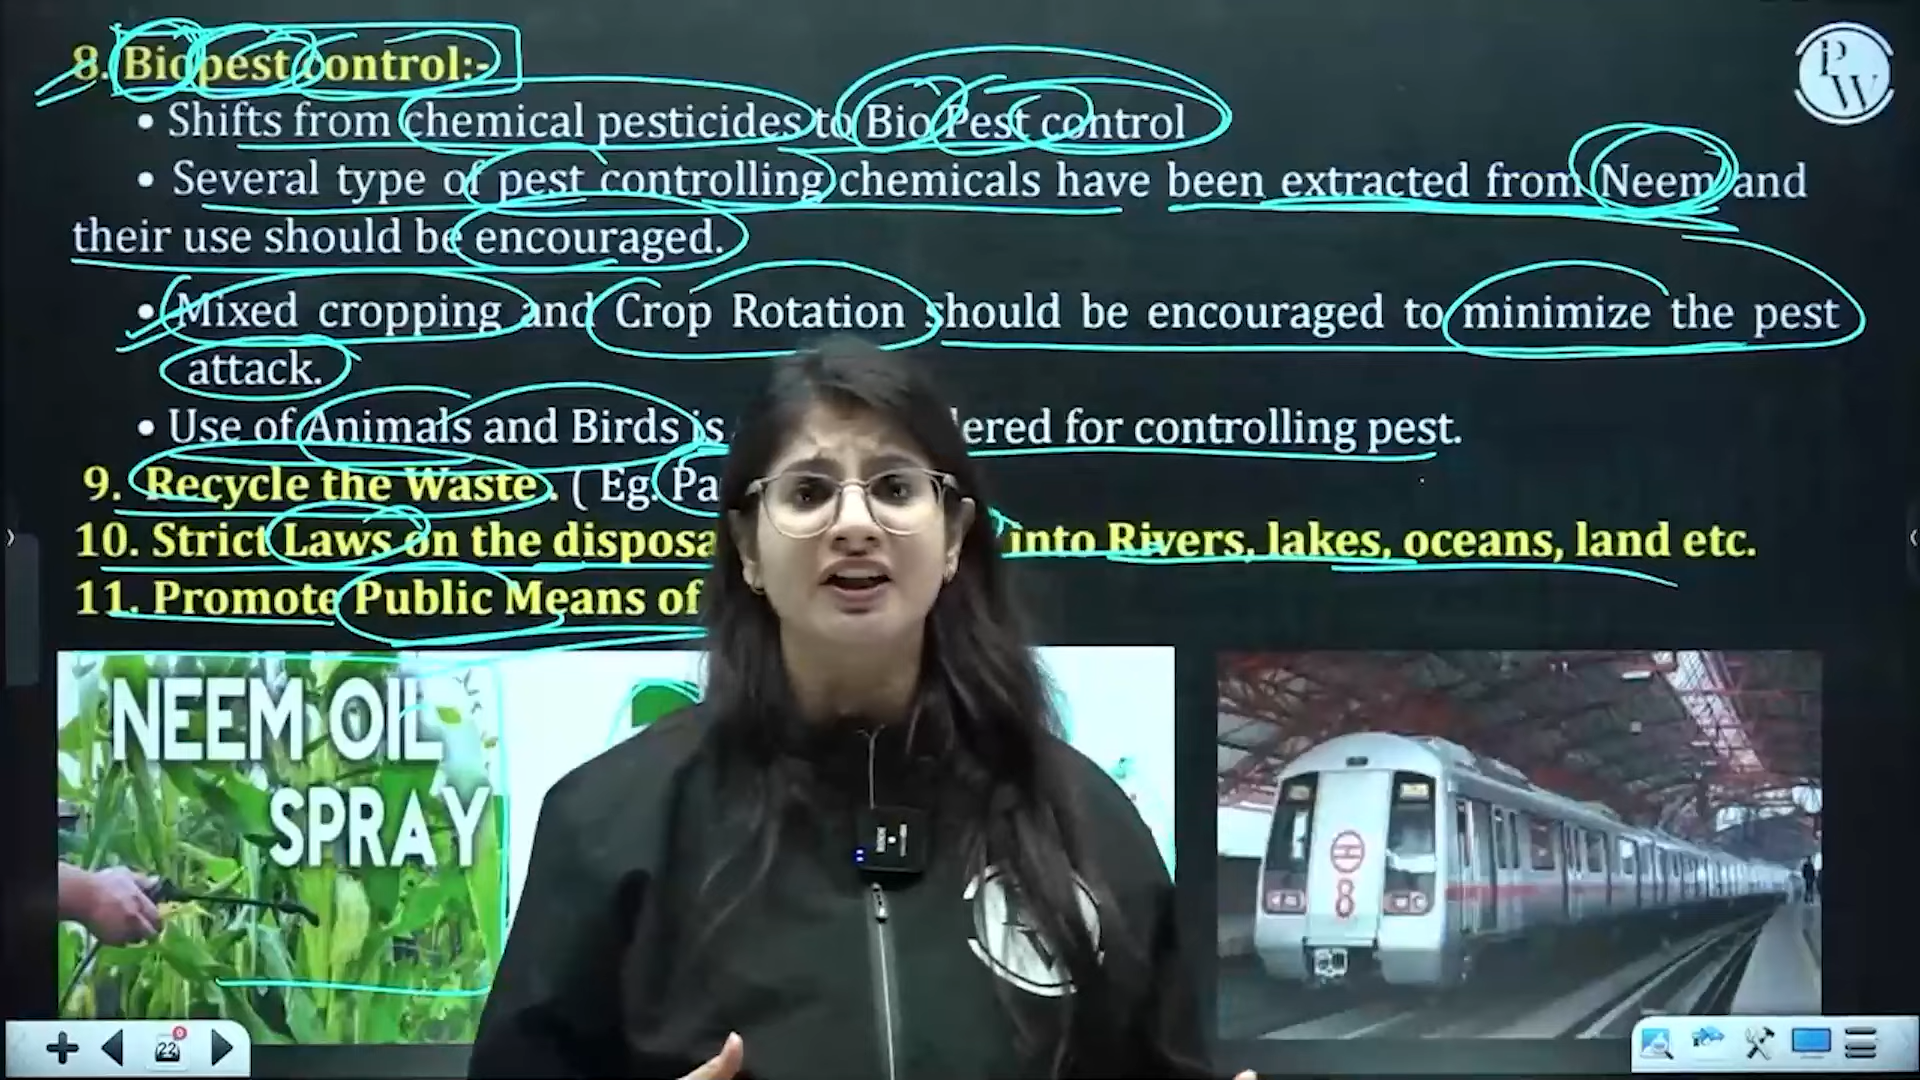 8. Biopest control:-
• Shifts from chemical pesticides to Bio Pest control
• Several type of pest controlling chemicals have been extracted from Neem and
their use should be encouraged.
• Mixed cropping and Crop Rotation should be encouraged to minimize the pest
attack.
• Use of Animals and Birds is ered for controlling pest.
9. Recycle the Waste. ( Eg. Pa
10. Strict Laws on the disposa into Rivers, lakes, oceans, land etc.
11. Promote Public Means of
NEEM OIL
SPRAY
8
PW
22
9